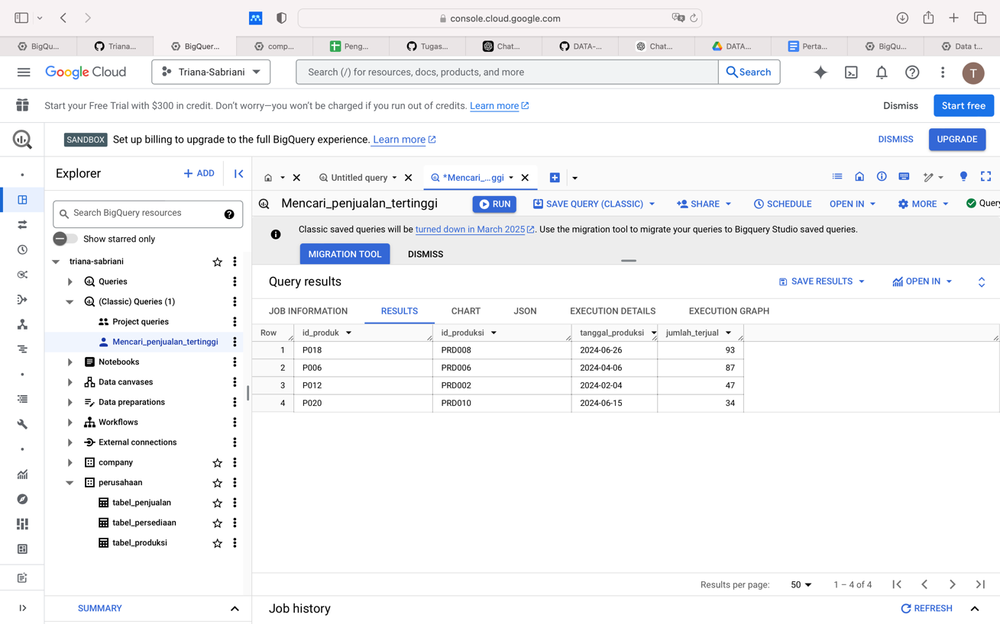 console.cloud.google.com
BigQu...
Triana...
BigQuer...
comp...
Peng...
Tugas...
Chat...
DATA-...
Chat...
DATA...
Perta...
BigQu...
Data t...
Google Cloud
Triana-Sabriani
Search (/) for resources, docs, products, and more
Search
T
Start your Free Trial with $300 in credit. Don't worry—you won't be charged if you run out of credits. Learn more
Dismiss
Start free
SANDBOX Set up billing to upgrade to the full BigQuery experience. Learn more
DISMISS
UPGRADE
Explorer
+ ADD
Search BigQuery resources
Show starred only
triana-sabriani
Queries
(Classic) Queries (1)
Project queries
Mencari_penjualan_tertinggi
Notebooks
Data canvases
Data preparations
Workflows
External connections
company
perusahaan
tabel_penjualan
tabel_persediaan
tabel_produksi
SUMMARY
Untitled query
*Mencari_...ggi
Mencari_penjualan_tertinggi
RUN
SAVE QUERY (CLASSIC)
SHARE
SCHEDULE
OPEN IN
MORE
Query
Classic saved queries will be turned down in March 2025. Use the migration tool to migrate your queries to Bigquery Studio saved queries.
MIGRATION TOOL
DISMISS
Query results
SAVE RESULTS
OPEN IN
JOB INFORMATION
RESULTS
CHART
JSON
EXECUTION DETAILS
EXECUTION GRAPH
Row id_produk id_produksi tanggal_produksi jumlah_terjual
1 P018 PRD008 2024-06-26 93
2 P006 PRD006 2024-04-06 87
3 P012 PRD002 2024-02-04 47
4 P020 PRD010 2024-06-15 34
Results per page: 50 1 – 4 of 4
Job history
REFRESH